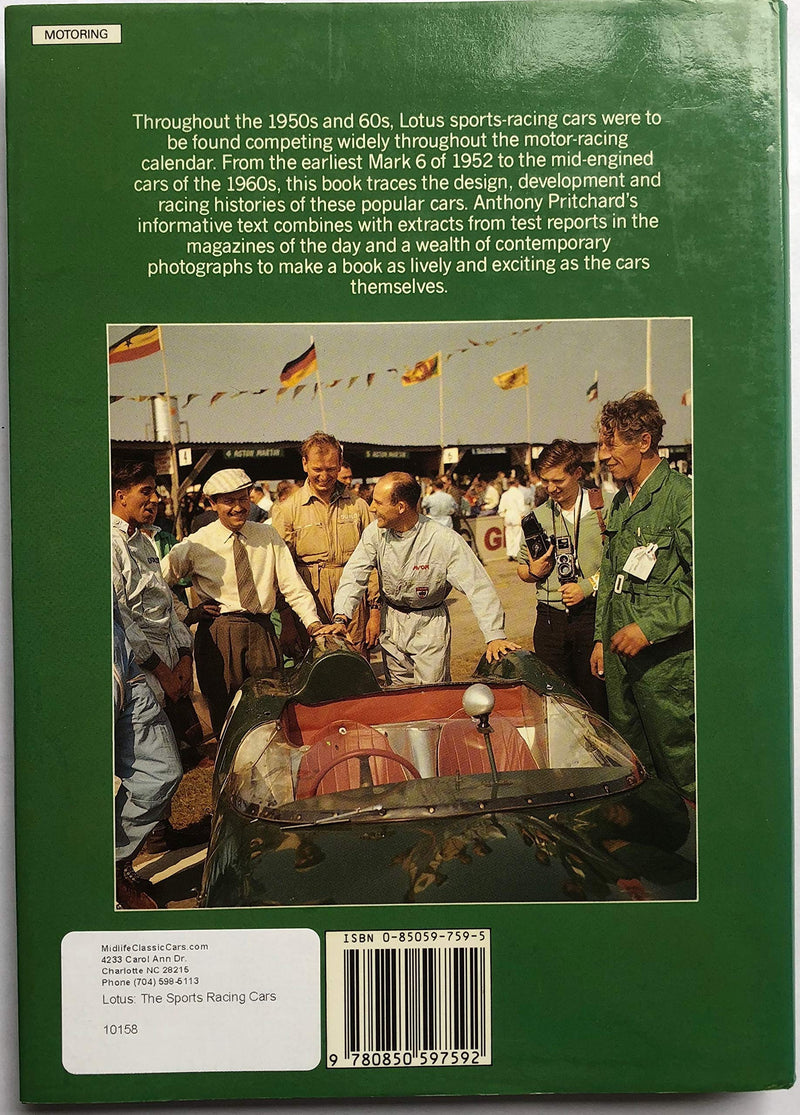 MOTORING
Throughout the 1950s and 60s, Lotus sports-racing cars were to
be found competing widely throughout the motor-racing
calendar. From the earliest Mark 6 of 1952 to the mid-engined
cars of the 1960s, this book traces the design, development and
racing histories of these popular cars. Anthony Pritchard's
informative text combines with extracts from test reports in the
magazines of the day and a wealth of contemporary
photographs to make a book as lively and exciting as the cars
themselves.
4 ASTON MARTIN
5 ASTON MARTIN
G
AVON
MidlifeClassicCars.com
4233 Carol Ann Dr.
Charlotte NC 28215
Phone (704) 598-5113
Lotus: The Sports Racing Cars
10158
ISBN 0-85059-759-5
9 780850 597592